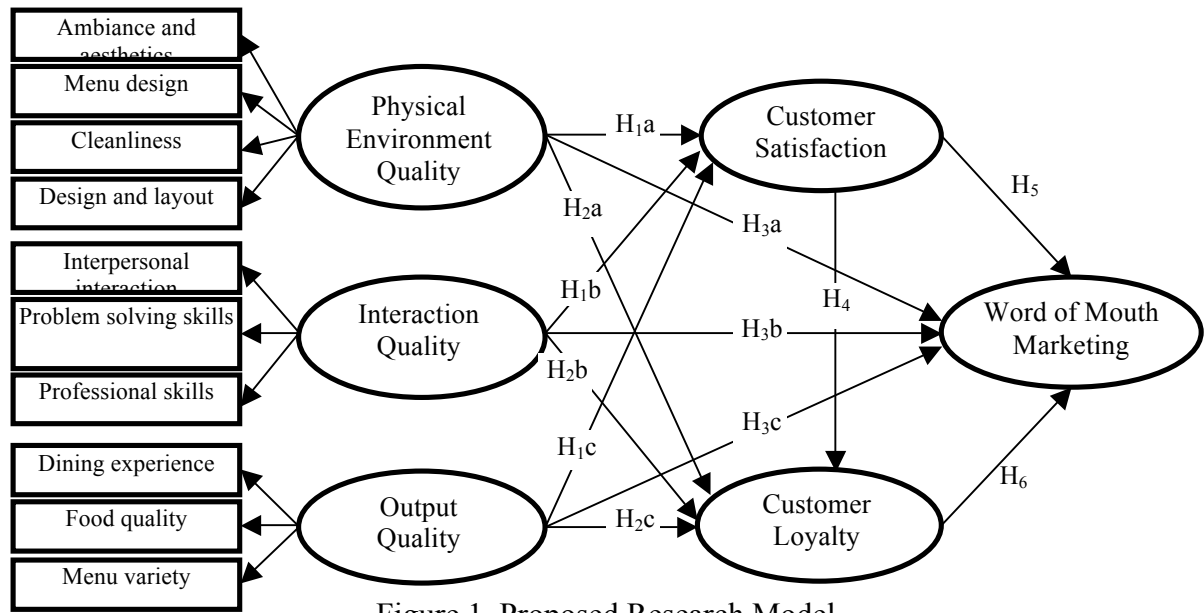 Ambiance and
aesthetics
Menu design
Cleanliness
Design and layout
Interpersonal
interaction
Problem solving skills
Professional skills
Dining experience
Food quality
Menu variety
Physical
Environment
Quality
Interaction
Quality
Output
Quality
H₁a
H₂a
H₃a
H₁b
H₃b
H₂b
H₁c
H₃c
H₂c
Customer
Satisfaction
H₄
H₅
Word of Mouth
Marketing
Customer
Loyalty
H₆
Figure 1. Proposed Research Model